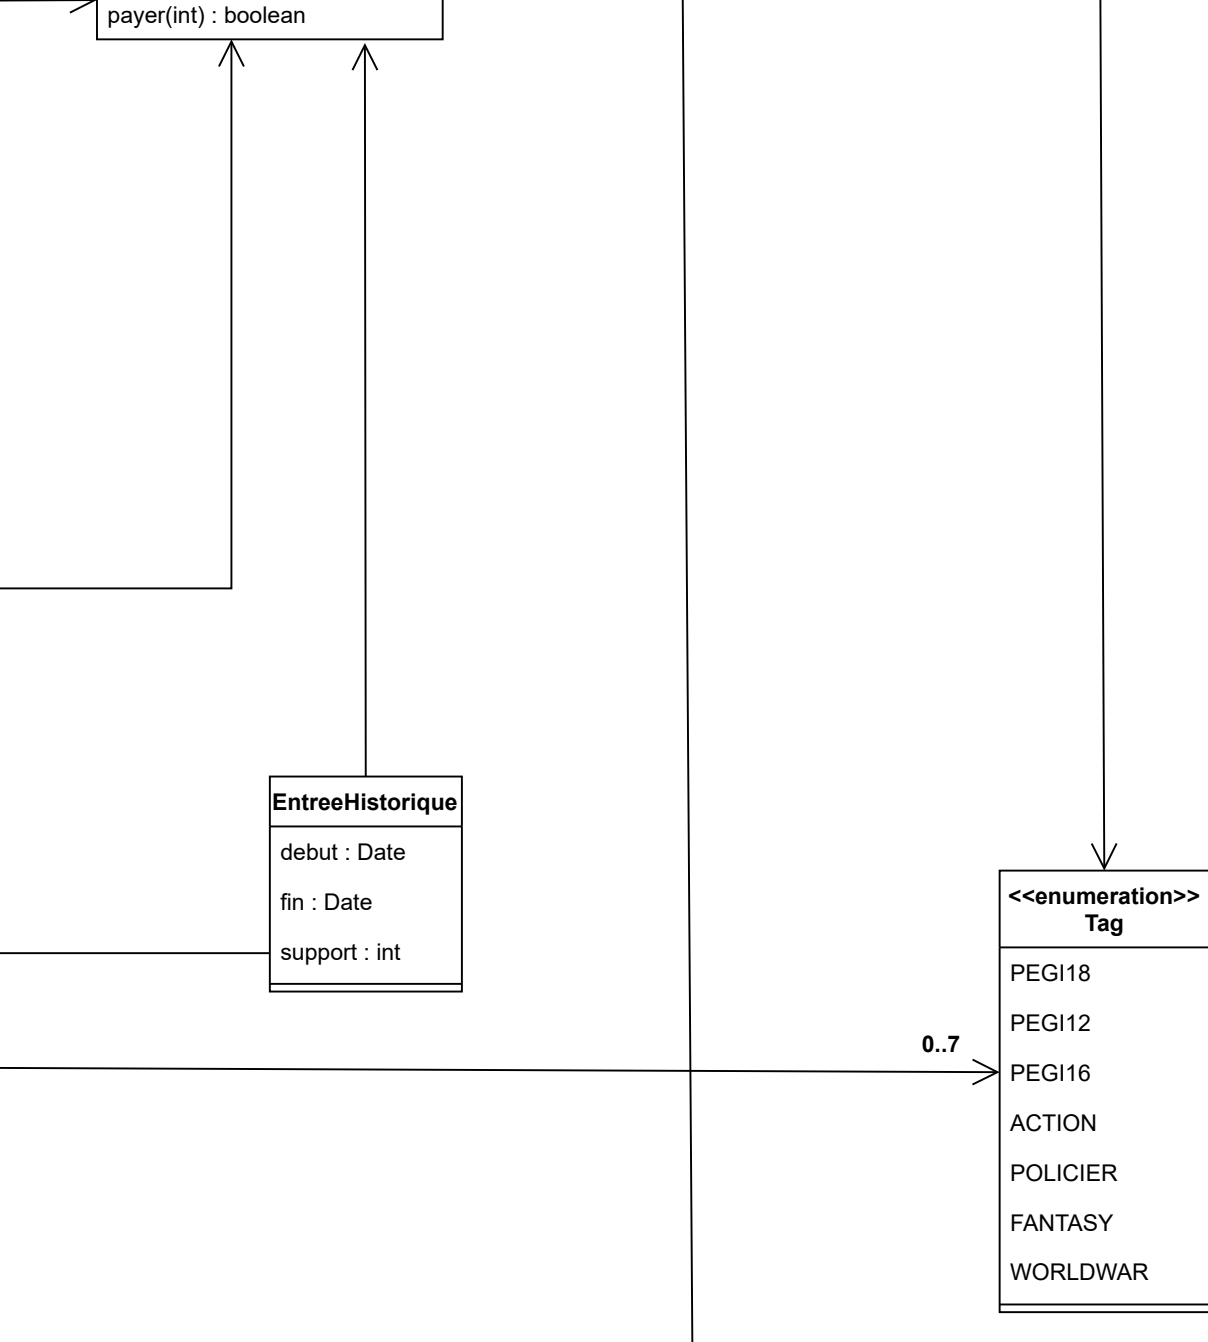 payer(int) : boolean
EntreeHistorique
debut : Date
fin : Date
support : int
<<enumeration>>
Tag
PEGI18
PEGI12
0..7
PEGI16
ACTION
POLICIER
FANTASY
WORLDWAR